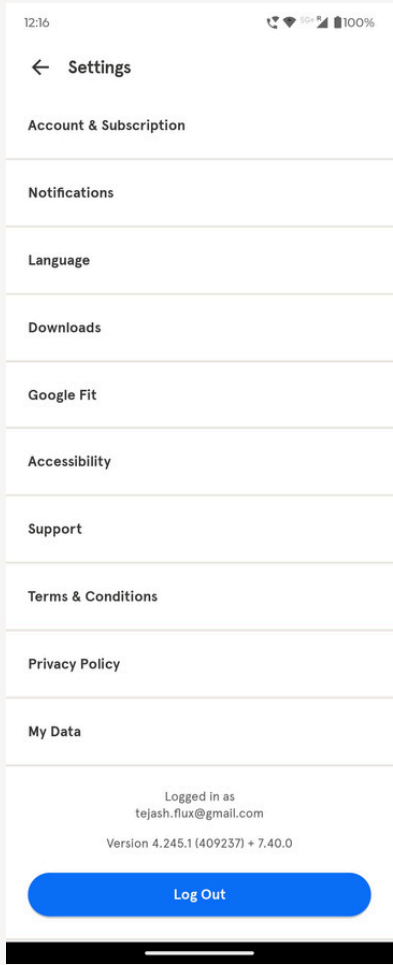 12:16
5G+ R 100%
Settings
Account & Subscription
Notifications
Language
Downloads
Google Fit
Accessibility
Support
Terms & Conditions
Privacy Policy
My Data
Logged in as
tejash.flux@gmail.com
Version 4.245.1 (409237) + 7.40.0
Log Out